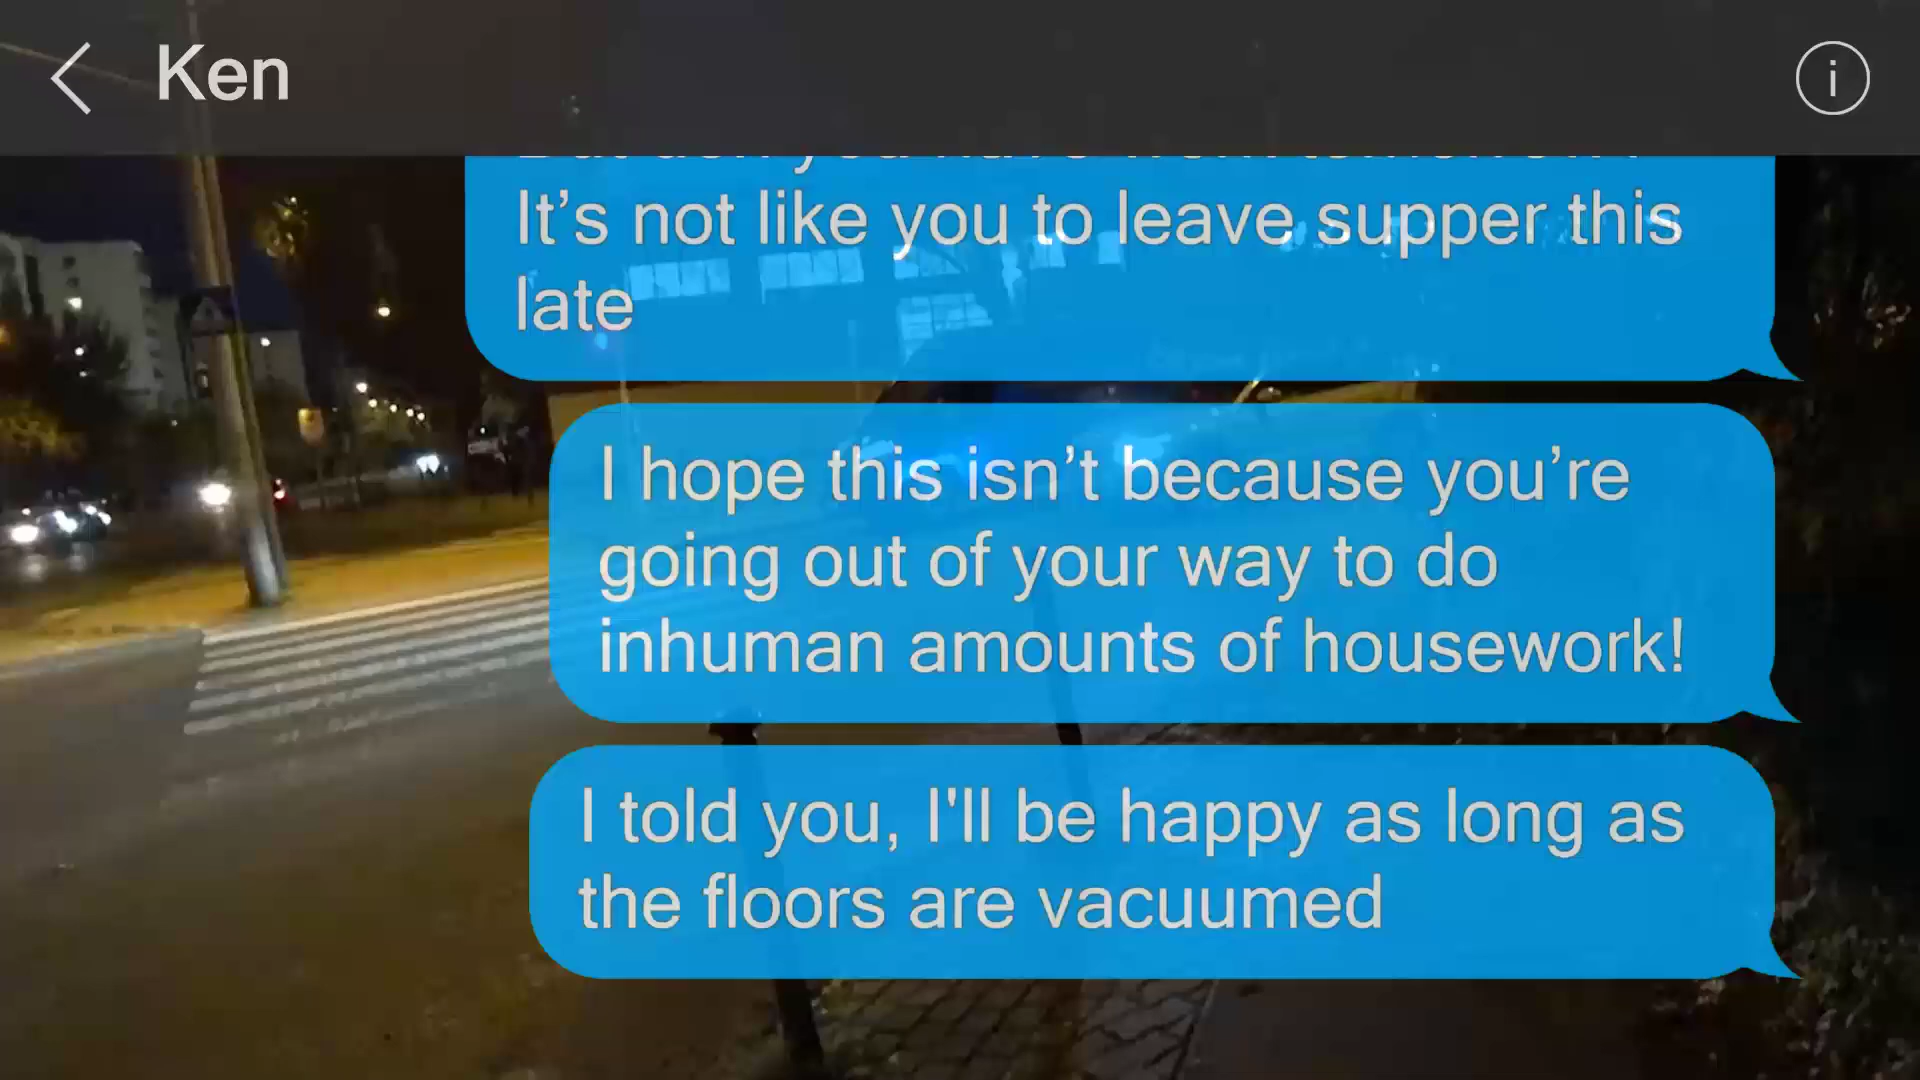 Ken
It’s not like you to leave supper this
late
I hope this isn’t because you’re
going out of your way to do
inhuman amounts of housework!
I told you, I'll be happy as long as
the floors are vacuumed